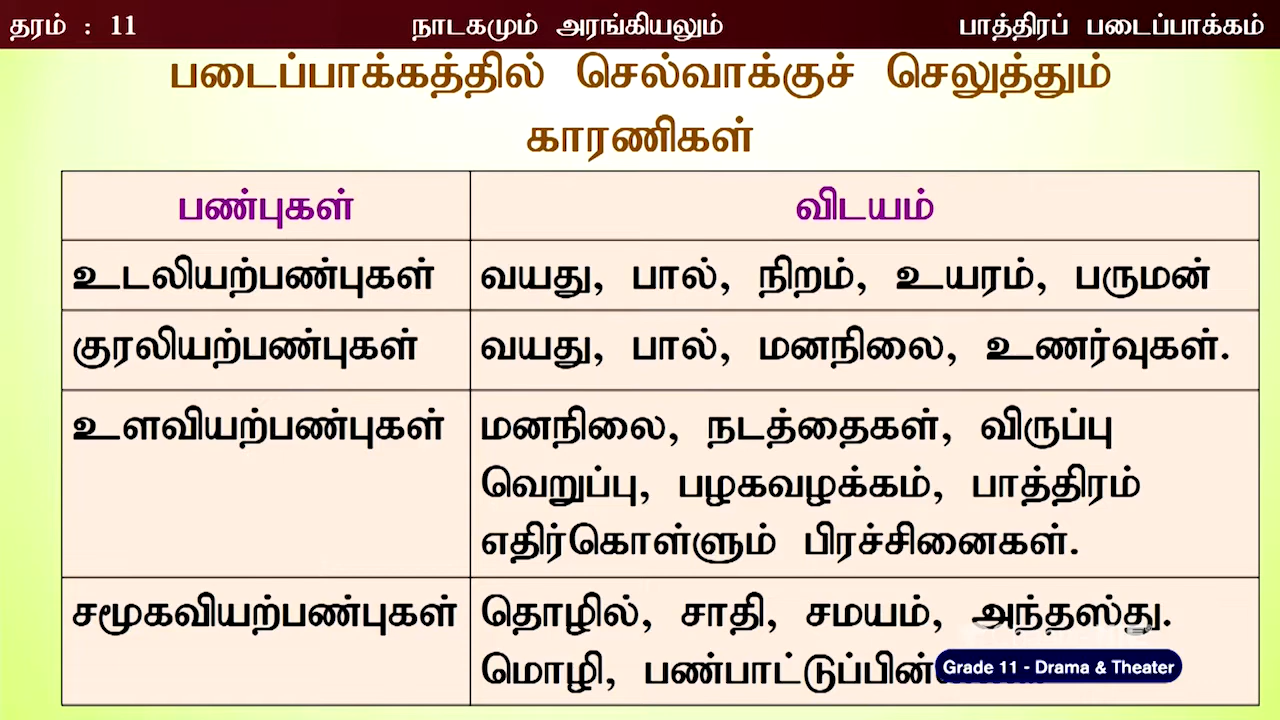 தரம் : 11 நாடகமும் அரங்கியலும் பாத்திரப் படைப்பாக்கம்
படைப்பாக்கத்தில் செல்வாக்குச் செலுத்தும்
காரணிகள்
பண்புகள் விடயம்
உடலியற்பண்புகள் வயது, பால், நிறம், உயரம், பருமன்
குரலியற்பண்புகள் வயது, பால், மனநிலை, உணர்வுகள்.
உளவியற்பண்புகள் மனநிலை, நடத்தைகள், விருப்பு
வெறுப்பு, பழகவழக்கம், பாத்திரம்
எதிர்கொள்ளும் பிரச்சினைகள்.
சமூகவியற்பண்புகள் தொழில், சாதி, சமயம், அந்தஸ்து.
மொழி,
Grade 11 - Drama & Theater